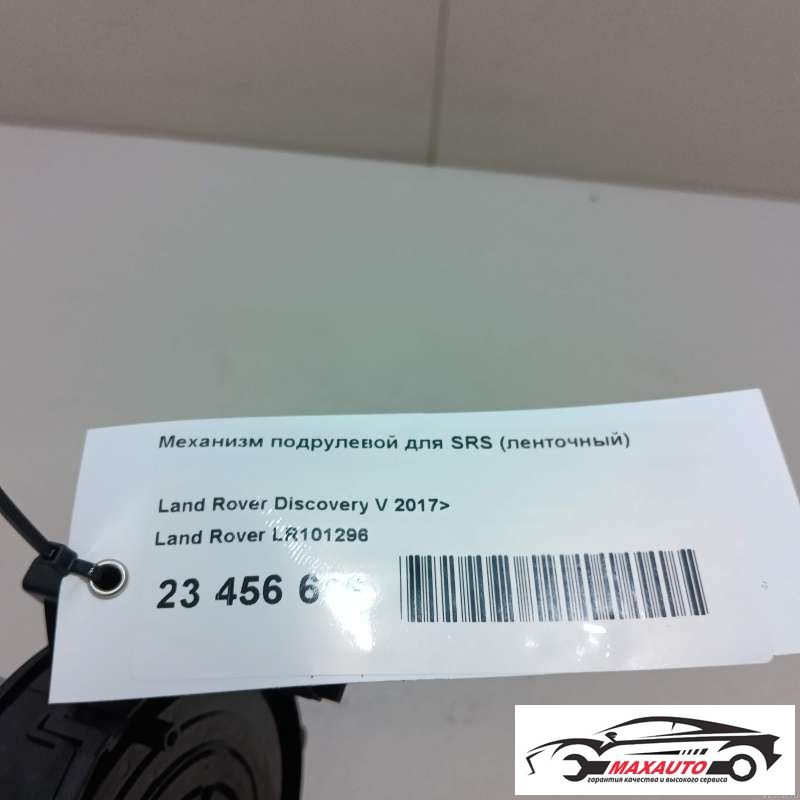 Механизм подрулевой для SRS (ленточный)
Land Rover Discovery V 2017>
Land Rover LR101296
23 456
MAXAUTO
гарантия качества и высокого сервиса